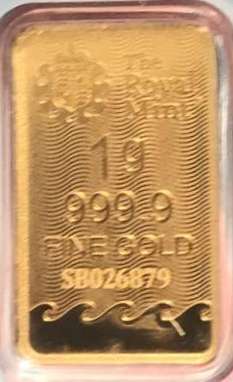 The
Royal
Mint
1g
999.9
FINE GOLD
SB026879